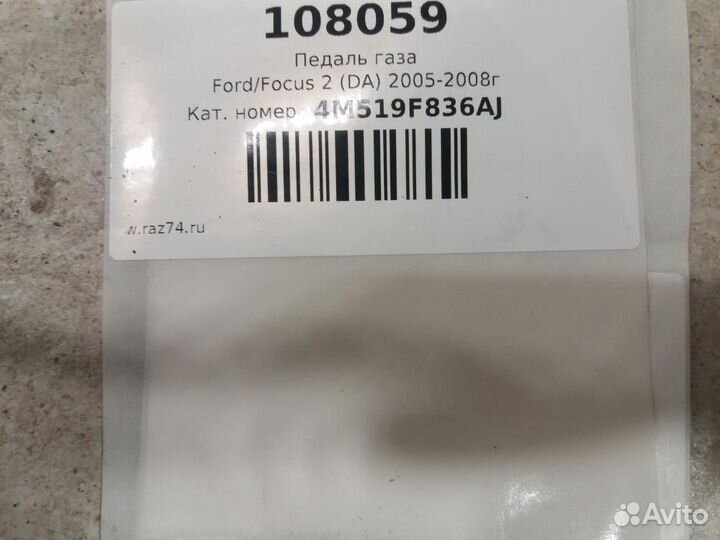 108059
Педаль газа
Ford/Focus 2 (DA) 2005-2008г
Кат. номер 4M519F836AJ
w.raz74.ru
Avito